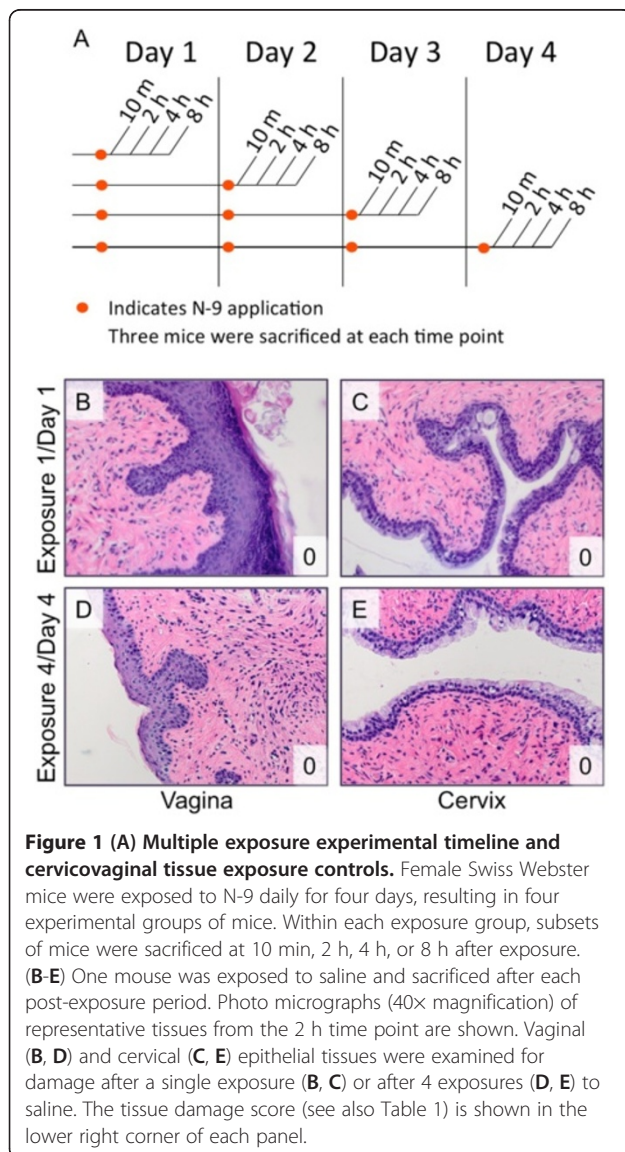 A
Day 1 Day 2 Day 3 Day 4
10 m 2 h 4 h 8 h
10 m 2 h 4 h 8 h
10 m 2 h 4 h 8 h
10 m 2 h 4 h 8 h
Indicates N-9 application
Three mice were sacrificed at each time point
Exposure 1/Day 1
B
0
C
0
Exposure 4/Day 4
D
0
E
0
Vagina
Cervix
Figure 1 (A) Multiple exposure experimental timeline and
cervicovaginal tissue exposure controls. Female Swiss Webster
mice were exposed to N-9 daily for four days, resulting in four
experimental groups of mice. Within each exposure group, subsets
of mice were sacrificed at 10 min, 2 h, 4 h, or 8 h after exposure.
(B-E) One mouse was exposed to saline and sacrificed after each
post-exposure period. Photo micrographs (40× magnification) of
representative tissues from the 2 h time point are shown. Vaginal
(B, D) and cervical (C, E) epithelial tissues were examined for
damage after a single exposure (B, C) or after 4 exposures (D, E) to
saline. The tissue damage score (see also Table 1) is shown in the
lower right corner of each panel.